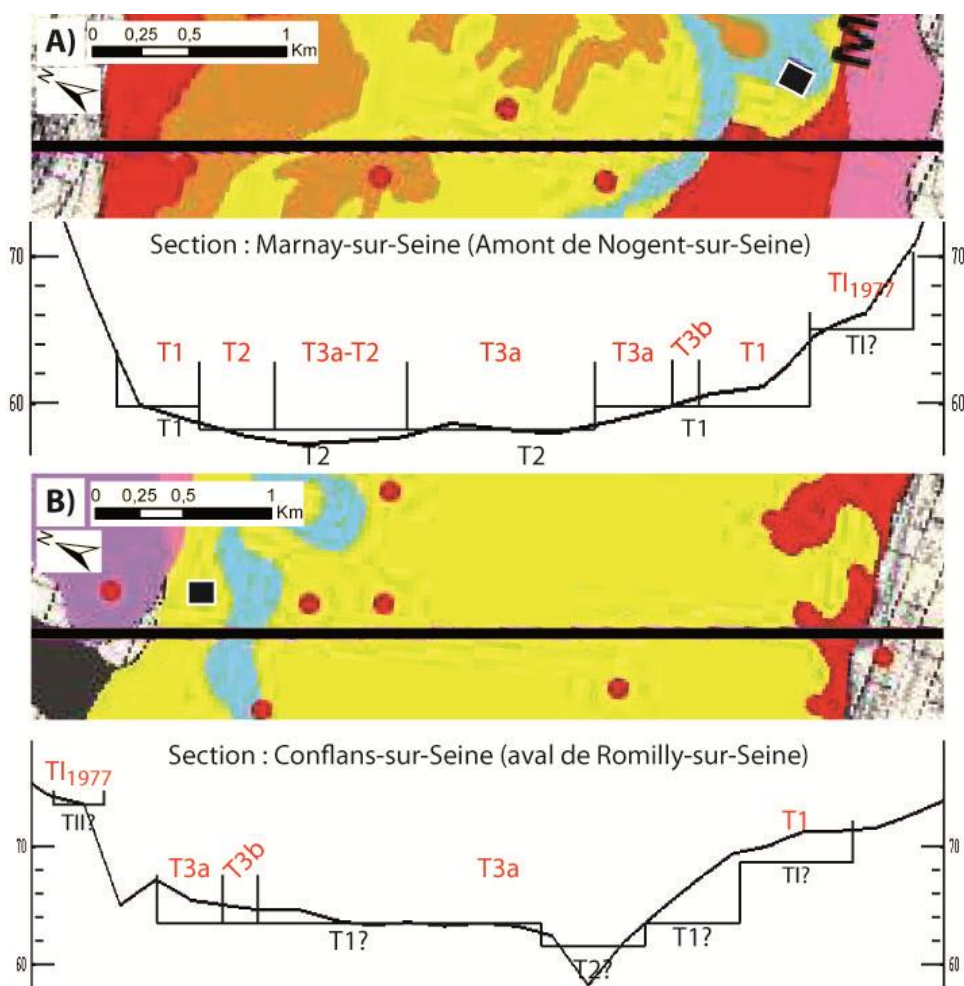 A)
0 0,25 0,5 1
Km
N
M
Section : Marnay-sur-Seine (Amont de Nogent-sur-Seine)
70 70
TI1977
TI?
T1 T2 T3a-T2 T3a T3a T3b T1
60 60
T1 T2 T2 T1
B)
0 0,25 0,5 1
Km
N
Section : Conflans-sur-Seine (aval de Romilly-sur-Seine)
TI1977
TII?
70 70
T1
TI?
T3a T3b T3a
T1? T1?
60 60
T2?